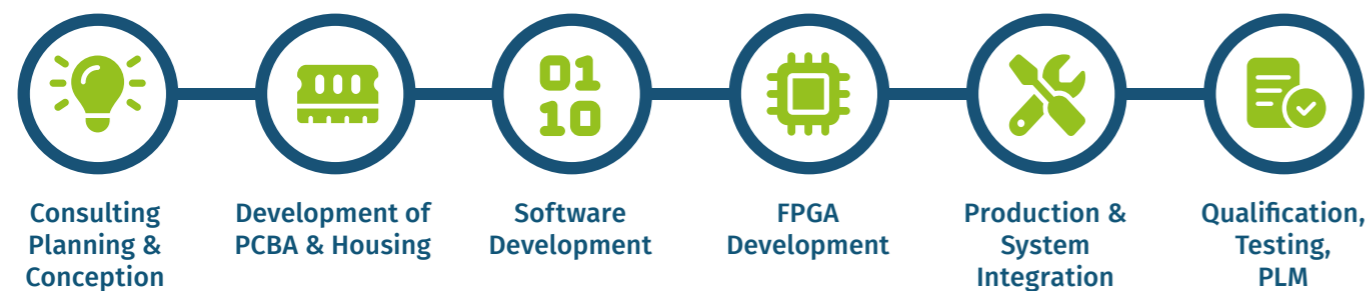 01
10
Consulting
Planning &
Conception
Development of
PCBA & Housing
Software
Development
FPGA
Development
Production &
System
Integration
Qualification,
Testing,
PLM